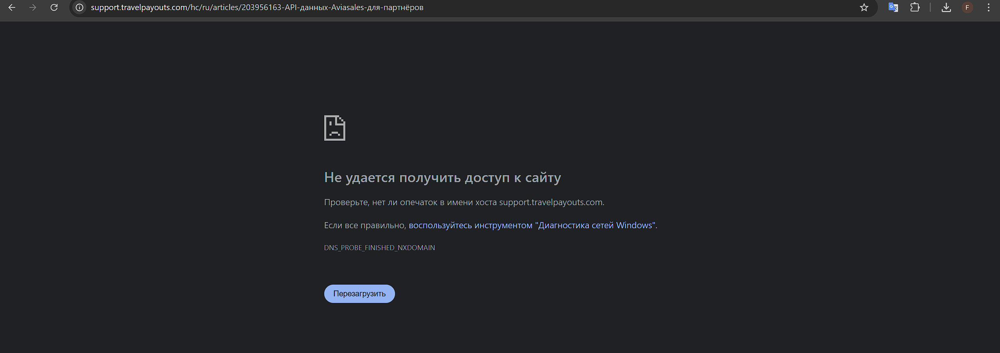 support.travelpayouts.com/hc/ru/articles/203956163-API-данных-Aviasales-для-партнёров
F
Не удается получить доступ к сайту
Проверьте, нет ли опечаток в имени хоста support.travelpayouts.com.
Если все правильно, воспользуйтесь инструментом "Диагностика сетей Windows".
DNS_PROBE_FINISHED_NXDOMAIN
Перезагрузить